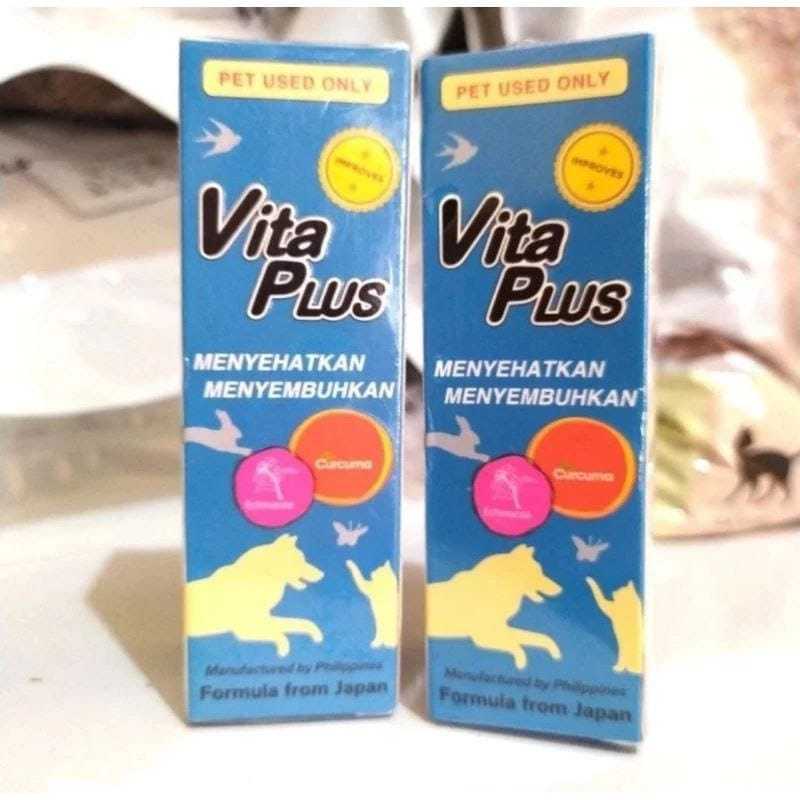 PET USED ONLY
IMPROVES
Vita
Plus
MENYEHATKAN
MENYEMBUHKAN
Curcuma
Echinacea
Manufactured by Philippines
Formula from Japan
PET USED ONLY
IMPROVES
Vita
Plus
MENYEHATKAN
MENYEMBUHKAN
Curcuma
Echinacea
Manufactured by Philippines
Formula from Japan